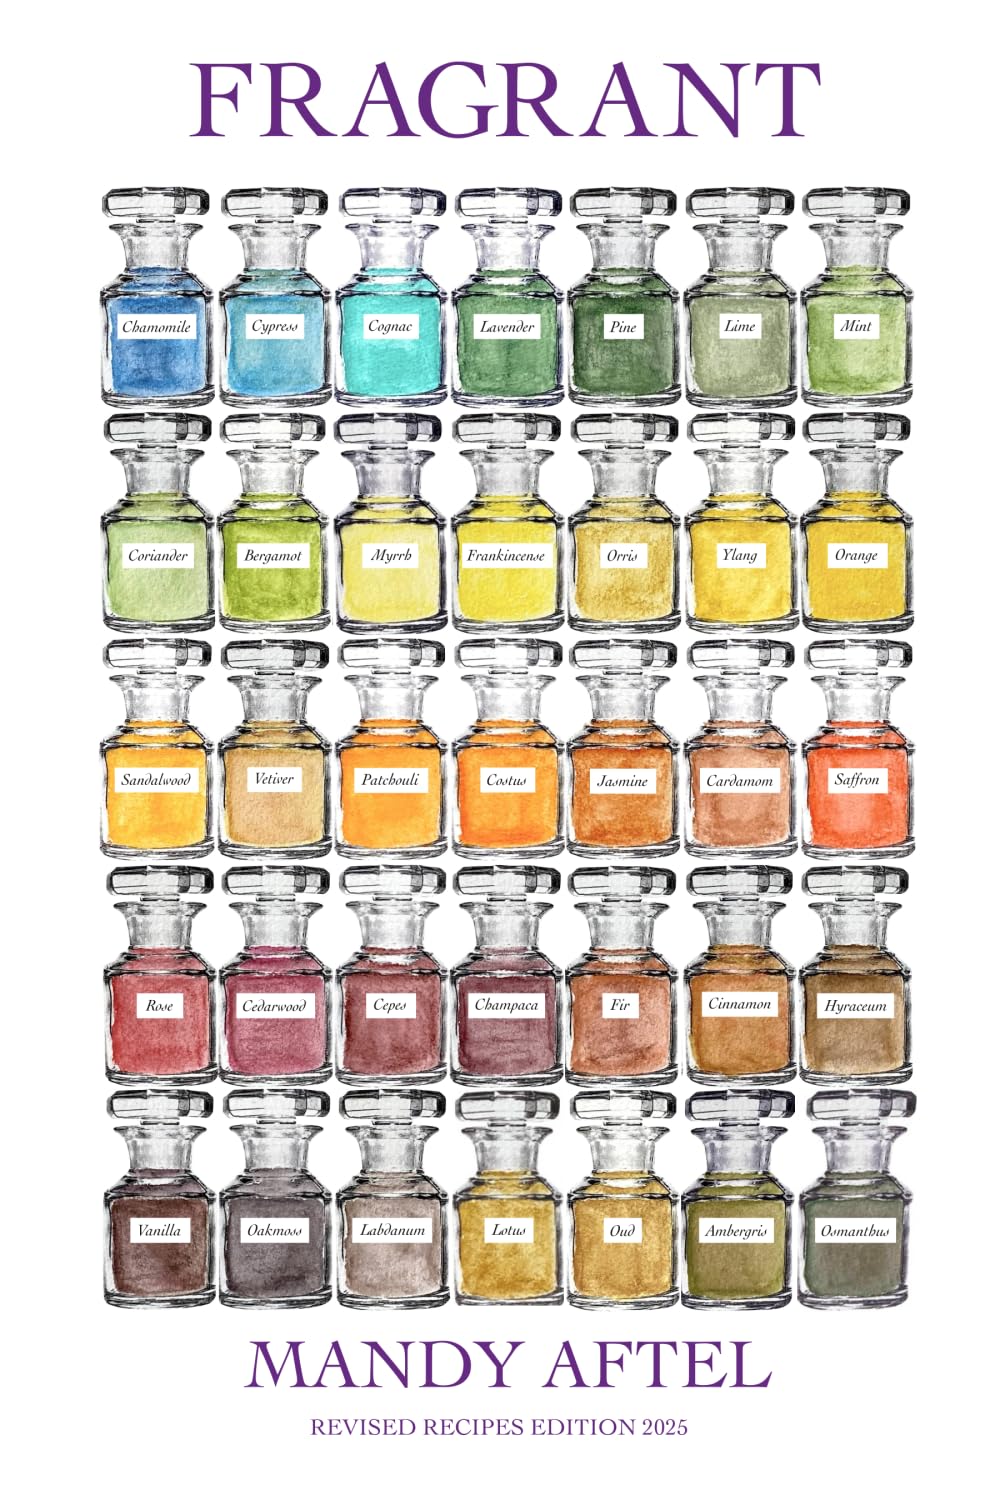 FRAGRANT
Chamomile Cypress Cognac Lavender Pine Lime Mint
Coriander Bergamot Myrrh Frankincense Orris Ylang Orange
Sandalwood Vetiver Patchouli Costus Jasmine Cardamom Saffron
Rose Cedarwood Cepes Champaca Fir Cinnamon Hyraceum
Vanilla Oakmoss Labdanum Lotus Oud Ambergris Osmanthus
MANDY AFTEL
REVISED RECIPES EDITION 2025